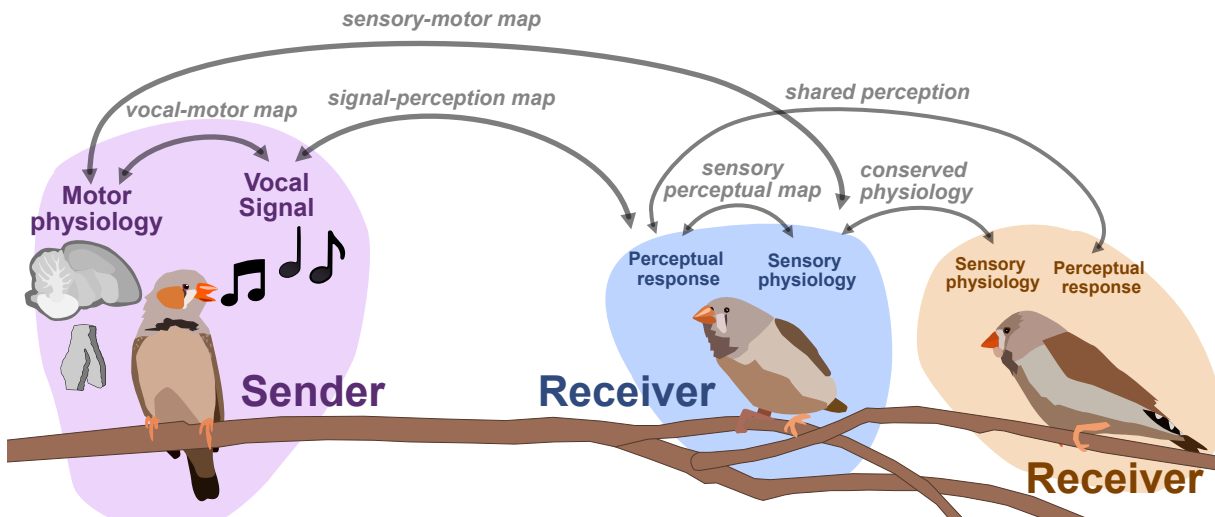 sensory-motor map
vocal-motor map
signal-perception map
shared perception
sensory
perceptual map
conserved
physiology
Motor
physiology
Vocal
Signal
Perceptual
response
Sensory
physiology
Sensory
physiology
Perceptual
response
Sender
Receiver
Receiver